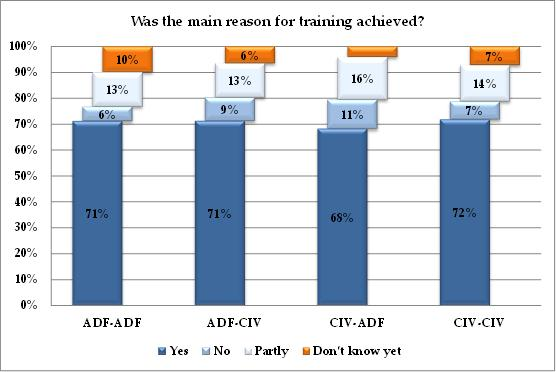 Was the main reason for training achieved?
100%
90%
80%
70%
60%
50%
40%
30%
20%
10%
0%
10% 6% 7%
13% 13% 16% 14%
6% 9% 11% 7%
71% 71% 68% 72%
ADF-ADF ADF-CIV CIV-ADF CIV-CIV
Yes No Partly Don't know yet